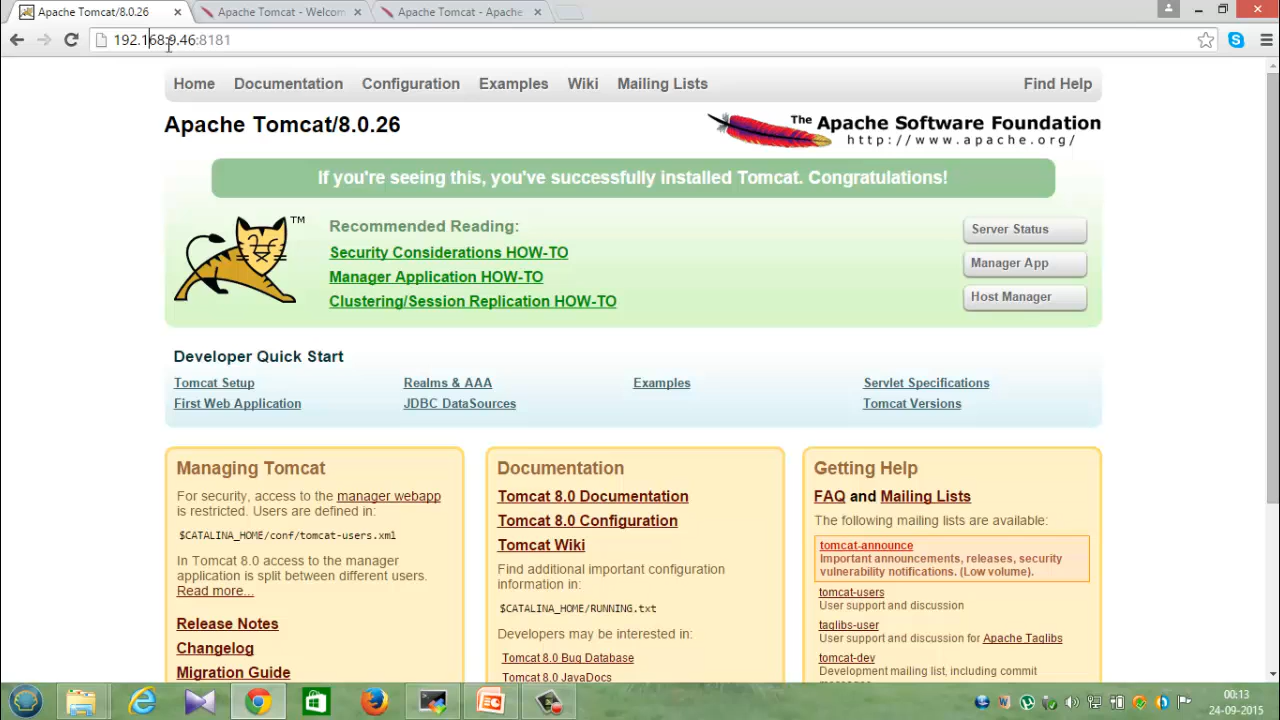 Apache Tomcat/8.0.26
Apache Tomcat - Welcom
Apache Tomcat - Apache
192.168.9.46:8181
Home Documentation Configuration Examples Wiki Mailing Lists Find Help
Apache Tomcat/8.0.26
The Apache Software Foundation
http://www.apache.org/
If you're seeing this, you've successfully installed Tomcat. Congratulations!
TM
Recommended Reading:
Security Considerations HOW-TO
Manager Application HOW-TO
Clustering/Session Replication HOW-TO
Server Status
Manager App
Host Manager
Developer Quick Start
Tomcat Setup
First Web Application
Realms & AAA
JDBC DataSources
Examples
Servlet Specifications
Tomcat Versions
Managing Tomcat
For security, access to the manager webapp
is restricted. Users are defined in:
$CATALINA_HOME/conf/tomcat-users.xml
In Tomcat 8.0 access to the manager
application is split between different users.
Read more...
Release Notes
Changelog
Migration Guide
Documentation
Tomcat 8.0 Documentation
Tomcat 8.0 Configuration
Tomcat Wiki
Find additional important configuration
information in:
$CATALINA_HOME/RUNNING.txt
Developers may be interested in:
Tomcat 8.0 Bug Database
Tomcat 8.0 JavaDocs
Getting Help
FAQ and Mailing Lists
The following mailing lists are available:
tomcat-announce
Important announcements, releases, security
vulnerability notifications. (Low volume).
tomcat-users
User support and discussion
taglibs-user
User support and discussion for Apache Taglibs
tomcat-dev
Development mailing list, including commit
00:13
24-09-2015